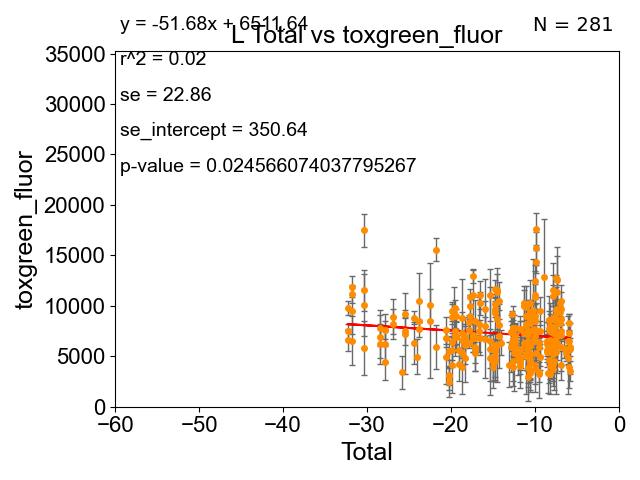 y = -51.68x + 6511.64
N = 281
L Total vs toxgreen_fluor
r^2 = 0.02
se = 22.86
se_intercept = 350.64
p-value = 0.024566074037795267
35000
30000
25000
20000
15000
10000
5000
0
toxgreen_fluor
−60
−50
−40
−30
−20
−10
0
Total